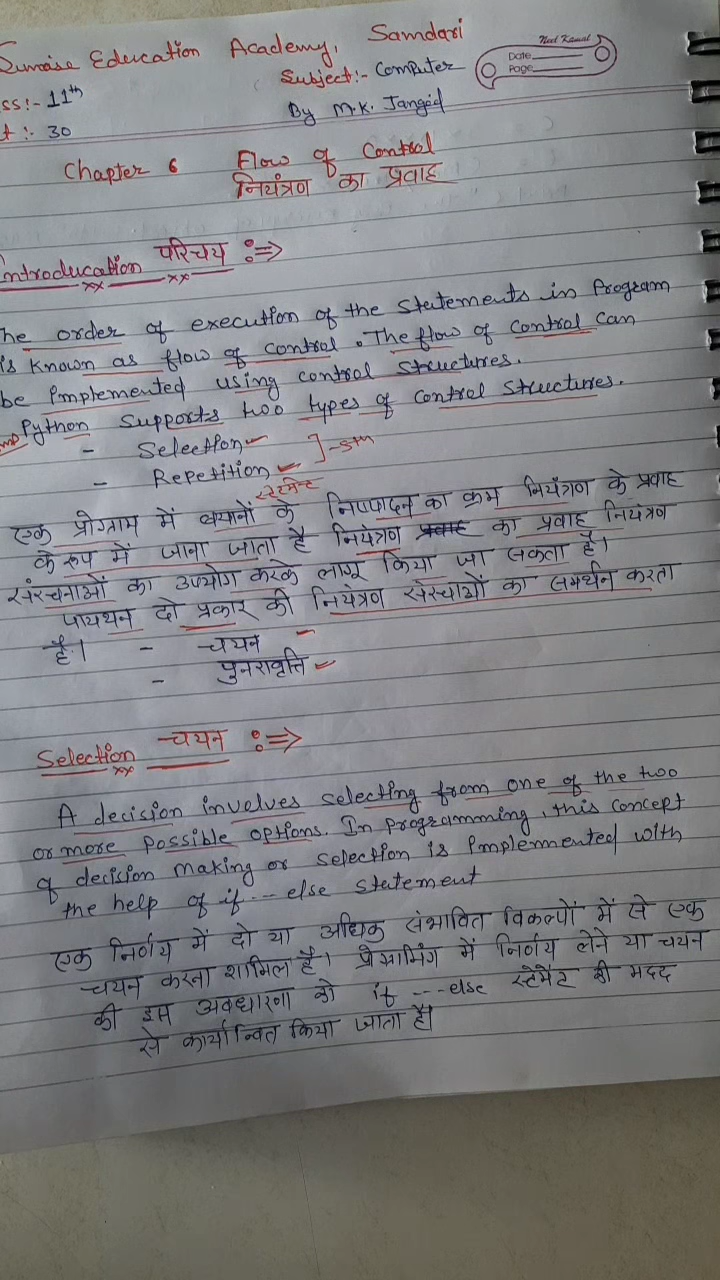 Sunrise Education Academy, Samdari
Neel Kamal
Date
Page
ss:- 11th
Subject:- Computer
t :- 30
By M.K. Jangid
Chapter 6 Flow of Control
नियंत्रण का प्रवाह
Introducation परिचय :⇒
he order of execution of the statements in Program
is known as flow of control. The flow of control can
be Implemented using control structures.
Imp Python supports two types of control structures.
- Selection
- Repetition ]-stm
स्टेटमेन्ट
एक प्रोग्राम में बयानों के निष्पादन का क्रम नियंत्रण के प्रवाह
के रूप में जाना जाता है नियंत्रण का प्रवाह नियंत्रण
संरचनाओं का उपयोग करके लागू किया जा सकता है।
पायथन दो प्रकार की नियंत्रण संरचाओं का समर्थन करता
है। - चयन
- पुनरावृत्ति
Selection चयन :⇒
A decision involves selecting from one of the two
or more possible options. In programming, this concept
of decision making or selection is Implemented with
the help of if --- else statement
एक निर्णय में दो या अधिक संभावित विकल्पों में से एक
चयन करना शामिल है। प्रोग्रामिंग में निर्णय लेने या चयन
की इस अवधारणा को if --- else स्टेमेंट की मदद
से कार्यान्वित किया जाता है।